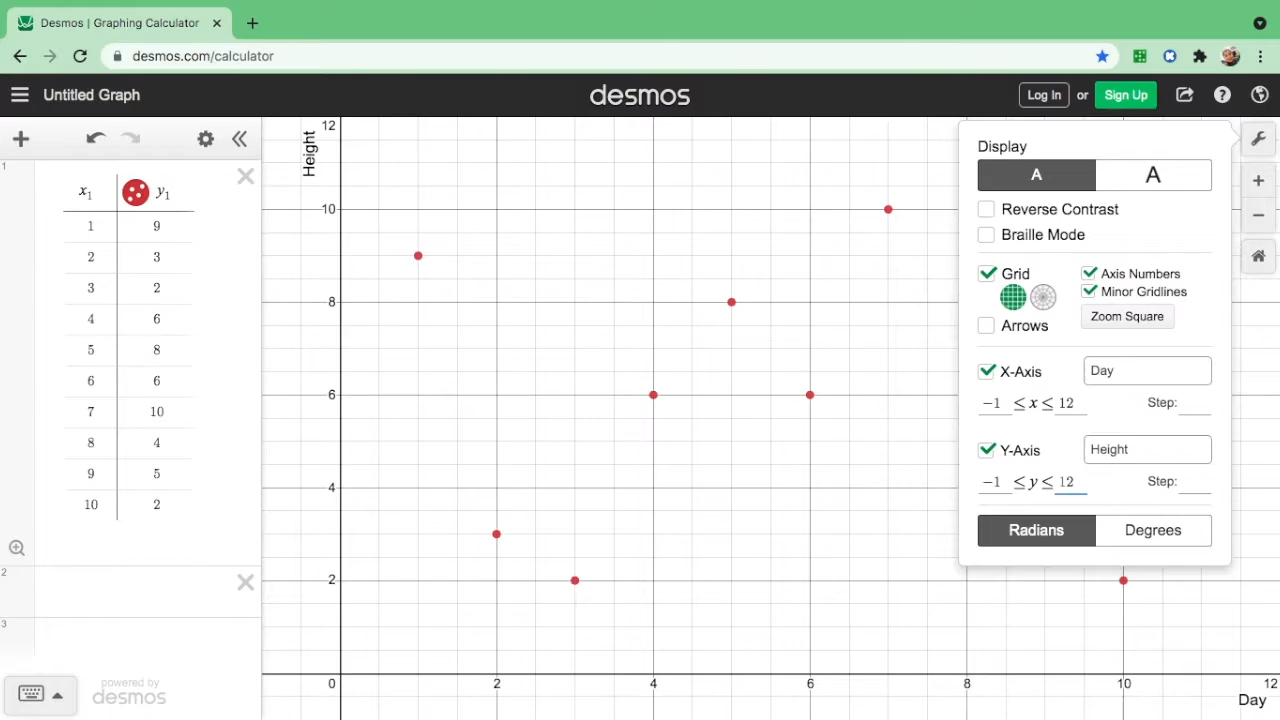 Desmos | Graphing Calculator
desmos.com/calculator
Untitled Graph
desmos
Log In or Sign Up
1
x₁ y₁
1 9
2 3
3 2
4 6
5 8
6 6
7 10
8 4
9 5
10 2
2
3
powered by
desmos
Height
12
10
8
6
4
2
0 2 4 6 8 10 12
Day
Display
A A
Reverse Contrast
Braille Mode
Grid
Axis Numbers
Minor Gridlines
Zoom Square
Arrows
X-Axis Day
−1 ≤ x ≤ 12 Step:
Y-Axis Height
−1 ≤ y ≤ 12 Step:
Radians Degrees